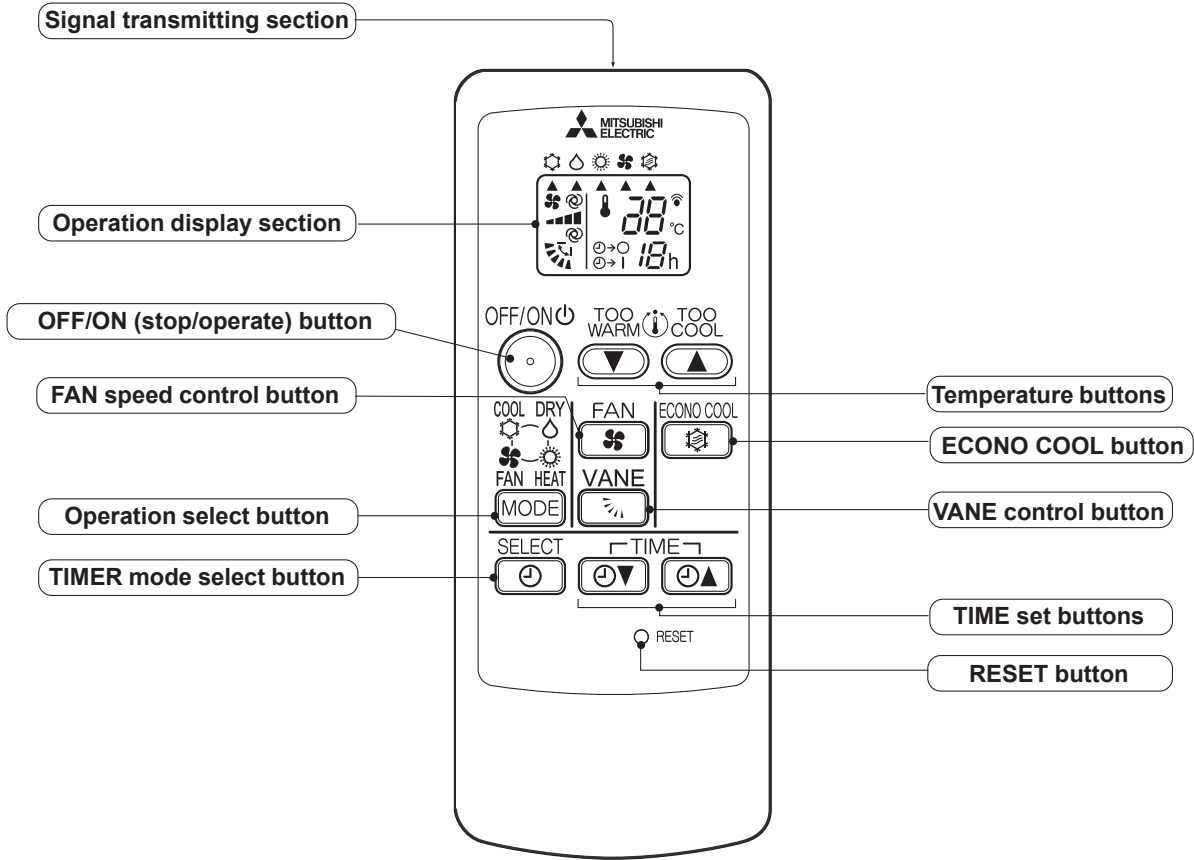 Signal transmitting section
MITSUBISHI
ELECTRIC
Operation display section
88 °C
18h
OFF/ON (stop/operate) button
OFF/ON
TOO WARM
TOO COOL
FAN speed control button
Temperature buttons
COOL DRY
FAN
ECONO COOL
ECONO COOL button
FAN HEAT
VANE
Operation select button
MODE
VANE control button
SELECT
TIME
TIMER mode select button
TIME set buttons
RESET
RESET button